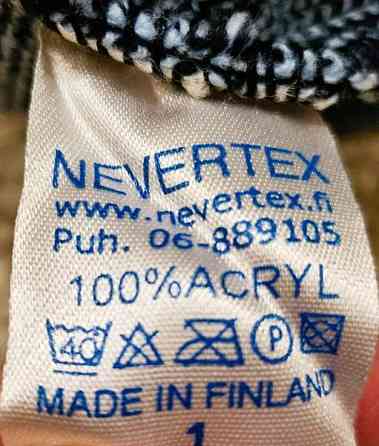 NEVERTEX
www.nevertex.fi
Puh. 06-889105
100% ACRYL
40 P
MADE IN FINLAND
1